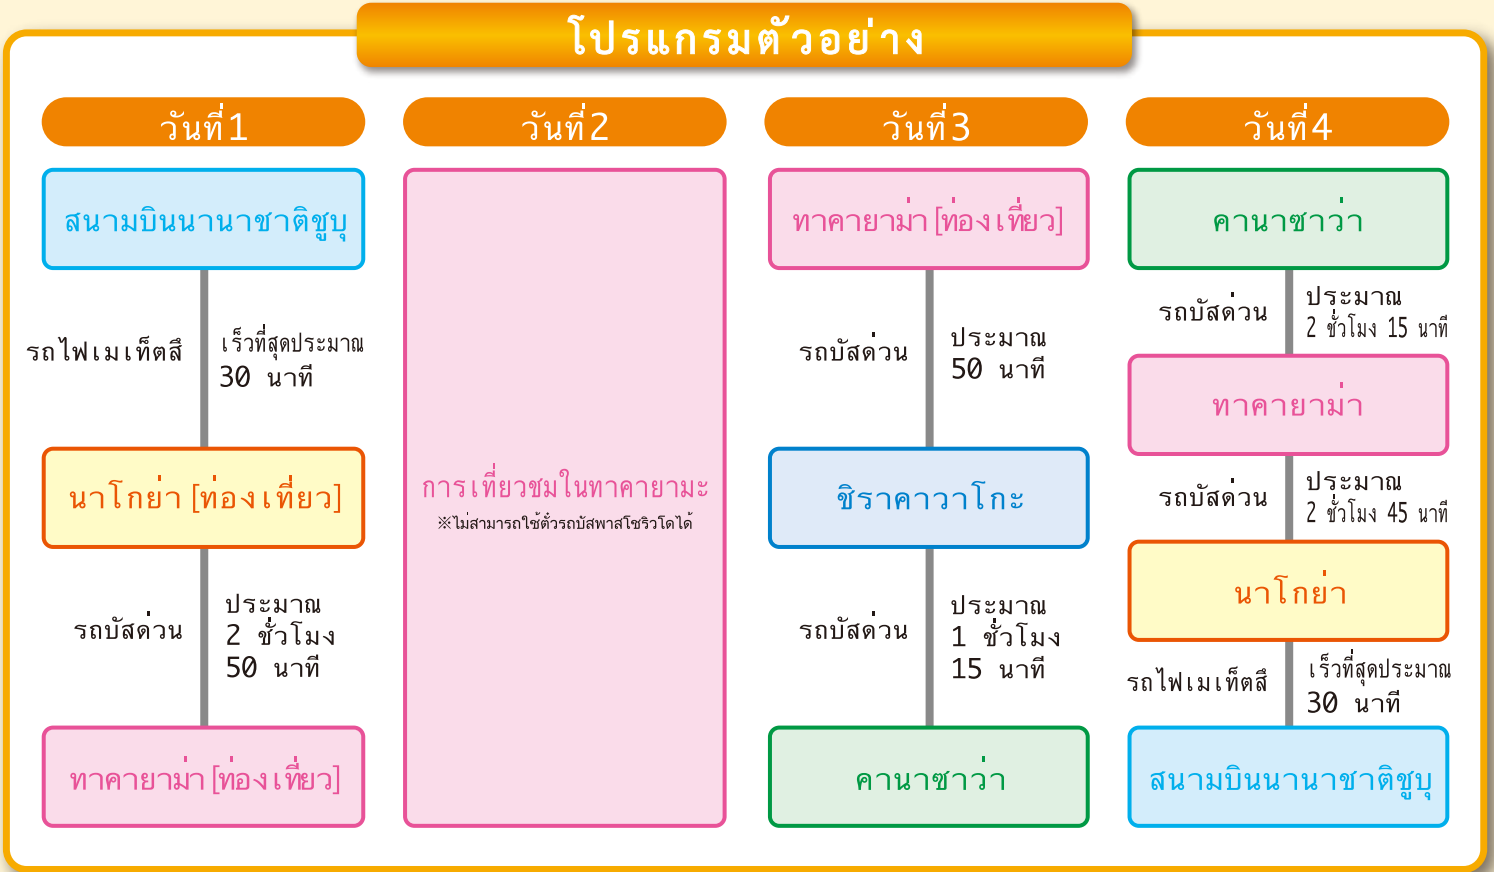 โปรแกรมตัวอย่าง
วันที่1
สนามบินนานาชาติชูบุ
รถไฟเมเท็ตสึ
เร็วที่สุดประมาณ
30 นาที
นาโกย่า [ท่องเที่ยว]
รถบัสด่วน
ประมาณ
2 ชั่วโมง
50 นาที
ทาคายาม่า [ท่องเที่ยว]
วันที่2
การเที่ยวชมในทาคายามะ
※ไม่สามารถใช้ตั๋วรถบัสพาสโชริวโดได้
วันที่3
ทาคายาม่า [ท่องเที่ยว]
รถบัสด่วน
ประมาณ
50 นาที
ชิราคาวาโกะ
รถบัสด่วน
ประมาณ
1 ชั่วโมง
15 นาที
คานาซาว่า
วันที่4
คานาซาว่า
รถบัสด่วน
ประมาณ
2 ชั่วโมง 15 นาที
ทาคายาม่า
รถบัสด่วน
ประมาณ
2 ชั่วโมง 45 นาที
นาโกย่า
รถไฟเมเท็ตสึ
เร็วที่สุดประมาณ
30 นาที
สนามบินนานาชาติชูบุ